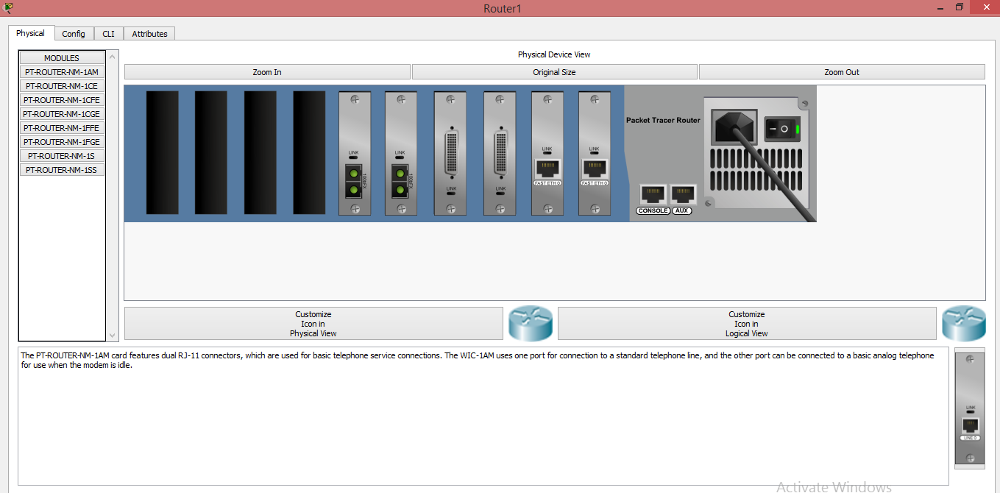 Router1
Physical
Config
CLI
Attributes
MODULES
PT-ROUTER-NM-1AM
PT-ROUTER-NM-1CE
PT-ROUTER-NM-1CFE
PT-ROUTER-NM-1CGE
PT-ROUTER-NM-1FFE
PT-ROUTER-NM-1FGE
PT-ROUTER-NM-1S
PT-ROUTER-NM-1SS
Physical Device View
Zoom In
Original Size
Zoom Out
LINK
100bFX
LINK
100bFX
LINK
LINK
LINK
FAST ETH 0
LINK
FAST ETH 0
Packet Tracer Router
CONSOLE
AUX
Customize
Icon in
Physical View
Customize
Icon in
Logical View
The PT-ROUTER-NM-1AM card features dual RJ-11 connectors, which are used for basic telephone service connections. The WIC-1AM uses one port for connection to a standard telephone line, and the other port can be connected to a basic analog telephone
for use when the modem is idle.
LINK
LINE 0
Activate Windows